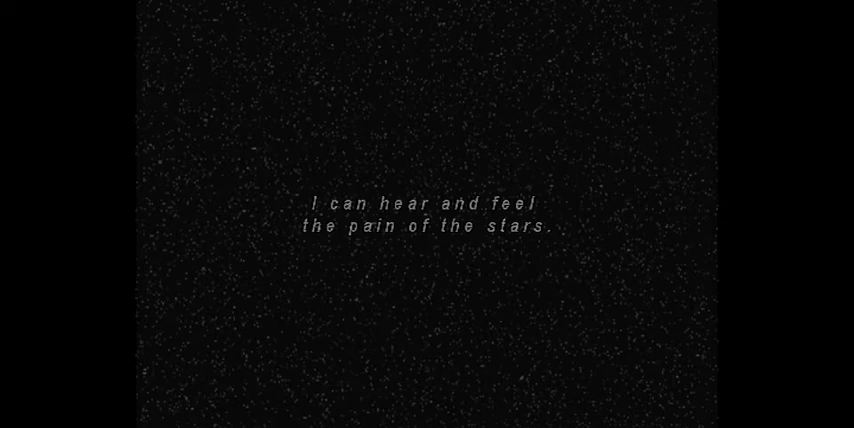 I can hear and feel
the pain of the stars.